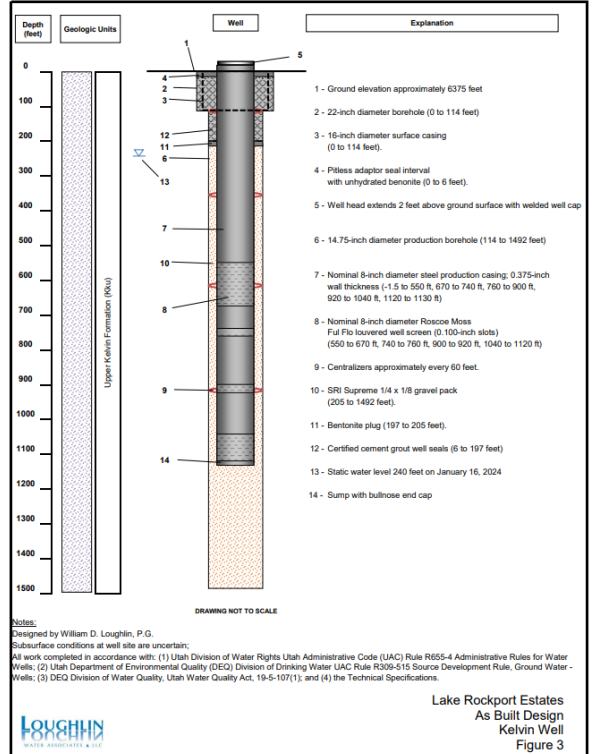 Depth
(feet)
Geologic Units
Well
Explanation
0
100
200
300
400
500
600
700
800
900
1000
1100
1200
1300
1400
1500
Upper Kelvin Formation (Kku)
1
5
4
2
3
12
11
6
13
7
10
8
9
14
1 - Ground elevation approximately 6375 feet
2 - 22-inch diameter borehole (0 to 114 feet)
3 - 16-inch diameter surface casing
(0 to 114 feet).
4 - Pitless adaptor seal interval
with unhydrated benonite (0 to 6 feet).
5 - Well head extends 2 feet above ground surface with welded well cap
6 - 14.75-inch diameter production borehole (114 to 1492 feet)
7 - Nominal 8-inch diameter steel production casing; 0.375-inch
wall thickness (-1.5 to 550 ft, 670 to 740 ft, 760 to 900 ft,
920 to 1040 ft, 1120 to 1130 ft)
8 - Nominal 8-inch diameter Roscoe Moss
Ful Flo louvered well screen (0.100-inch slots)
(550 to 670 ft, 740 to 760 ft, 900 to 920 ft, 1040 to 1120 ft)
9 - Centralizers approximately every 60 feet.
10 - SRI Supreme 1/4 x 1/8 gravel pack
(205 to 1492 feet).
11 - Bentonite plug (197 to 205 feet).
12 - Certified cement grout well seals (6 to 197 feet)
13 - Static water level 240 feet on January 16, 2024
14 - Sump with bullnose end cap
DRAWING NOT TO SCALE
Notes:
Designed by William D. Loughlin, P.G.
Subsurface conditions at well site are uncertain;
All work completed in accordance with: (1) Utah Division of Water Rights Utah Administrative Code (UAC) Rule R655-4 Administrative Rules for Water
Wells; (2) Utah Department of Environmental Quality (DEQ) Division of Drinking Water UAC Rule R309-515 Source Development Rule, Ground Water -
Wells; (3) DEQ Division of Water Quality, Utah Water Quality Act, 19-5-107(1); and (4) the Technical Specifications.
Lake Rockport Estates
As Built Design
Kelvin Well
Figure 3
LOUGHLIN
WATER ASSOCIATES LLC